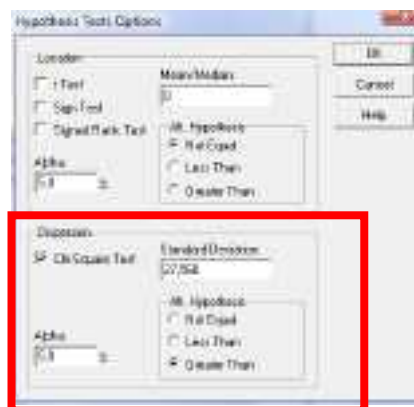 Hypothesis Tests Options
Location
t-Test
Sign Test
Signed Rank Test
Mean/Median:
0
Alt. Hypothesis
Not Equal
Less Than
Greater Than
Alpha
5,0 %
OK
Cancel
Help
Dispersion
Chi-Square Test
Standard Deviation:
Alt. Hypothesis
Not Equal
Less Than
Greater Than
Alpha
5,0 %